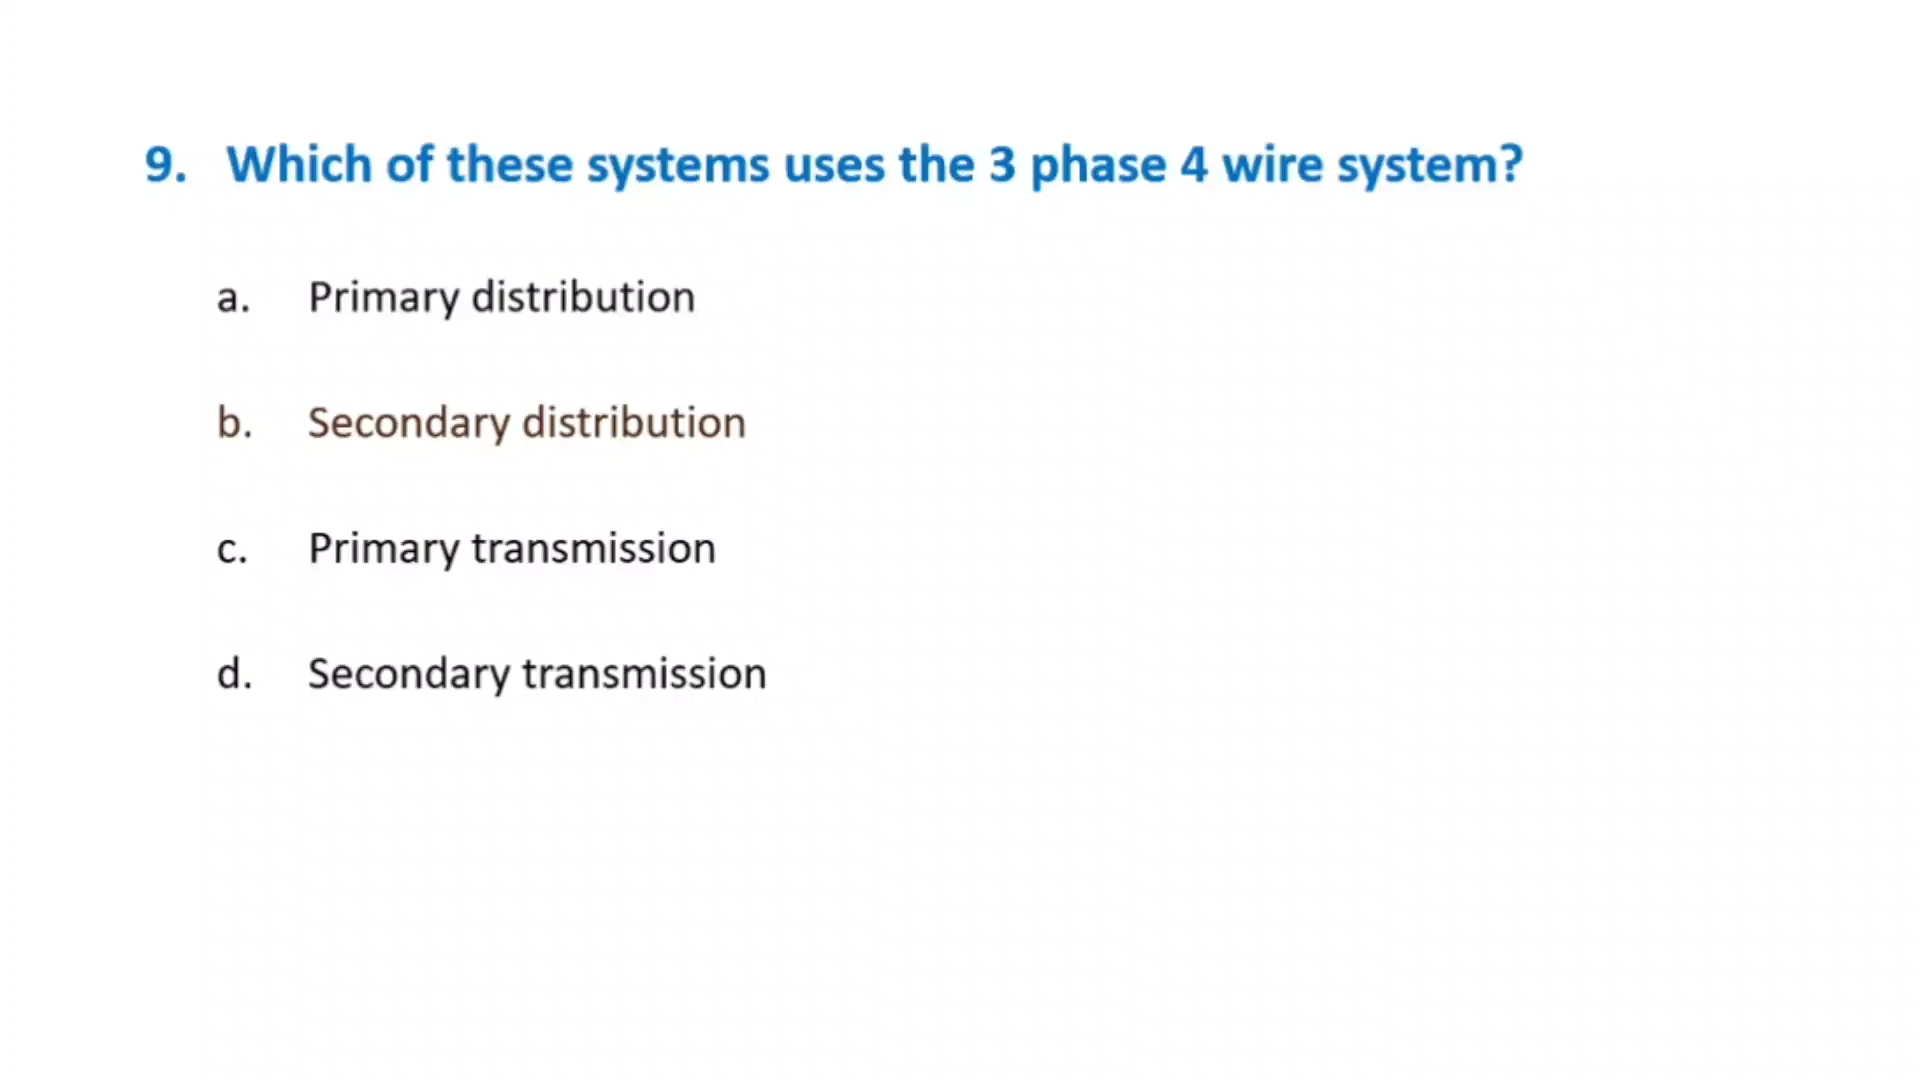 9. Which of these systems uses the 3 phase 4 wire system?
a. Primary distribution
b. Secondary distribution
c. Primary transmission
d. Secondary transmission